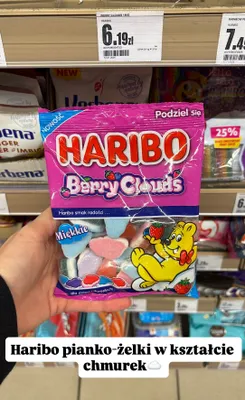 6.19zł
7.4
NEW
NOWOŚĆ
Podziel się
HARIBO
Berry Clouds
Haribo smak radości
Miękkie
25%
Haribo pianko-żelki w kształcie
chmurek☁️